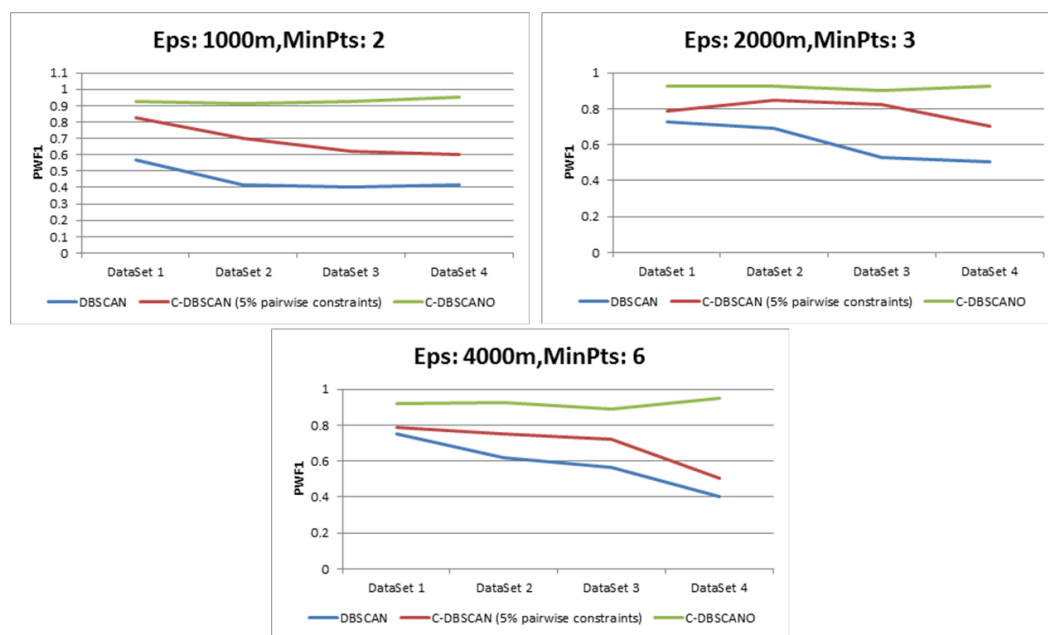 Eps: 1000m,MinPts: 2
PWF1
1.1
1
0.9
0.8
0.7
0.6
0.5
0.4
0.3
0.2
0.1
0
DataSet 1 DataSet 2 DataSet 3 DataSet 4
DBSCAN C-DBSCAN (5% pairwise constraints) C-DBSCANO
Eps: 2000m,MinPts: 3
PWF1
1
0.8
0.6
0.4
0.2
0
DataSet 1 DataSet 2 DataSet 3 DataSet 4
DBSCAN C-DBSCAN (5% pairwise constraints) C-DBSCANO
Eps: 4000m,MinPts: 6
PWF1
1
0.8
0.6
0.4
0.2
0
DataSet 1 DataSet 2 DataSet 3 DataSet 4
DBSCAN C-DBSCAN (5% pairwise constraints) C-DBSCANO